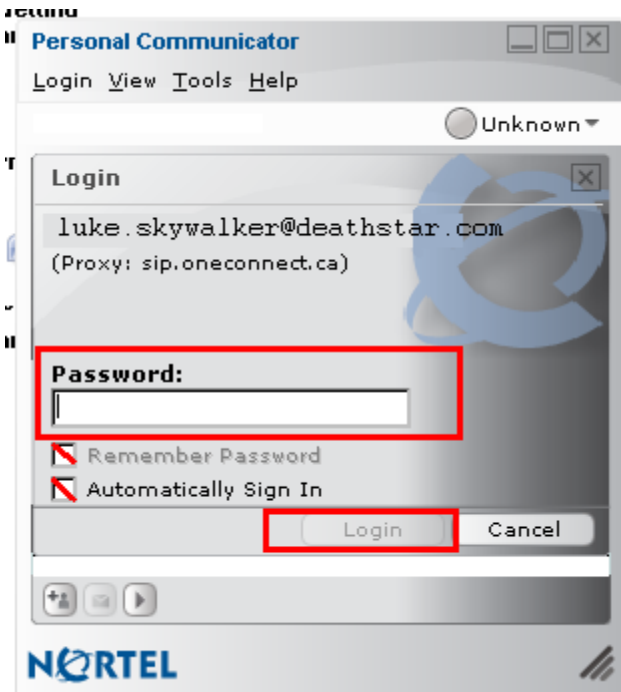 Personal Communicator
Login View Tools Help
Unknown
Login
luke.skywalker@deathstar.com
(Proxy: sip.oneconnect.ca)
Password:
Remember Password
Automatically Sign In
Login Cancel
NORTEL